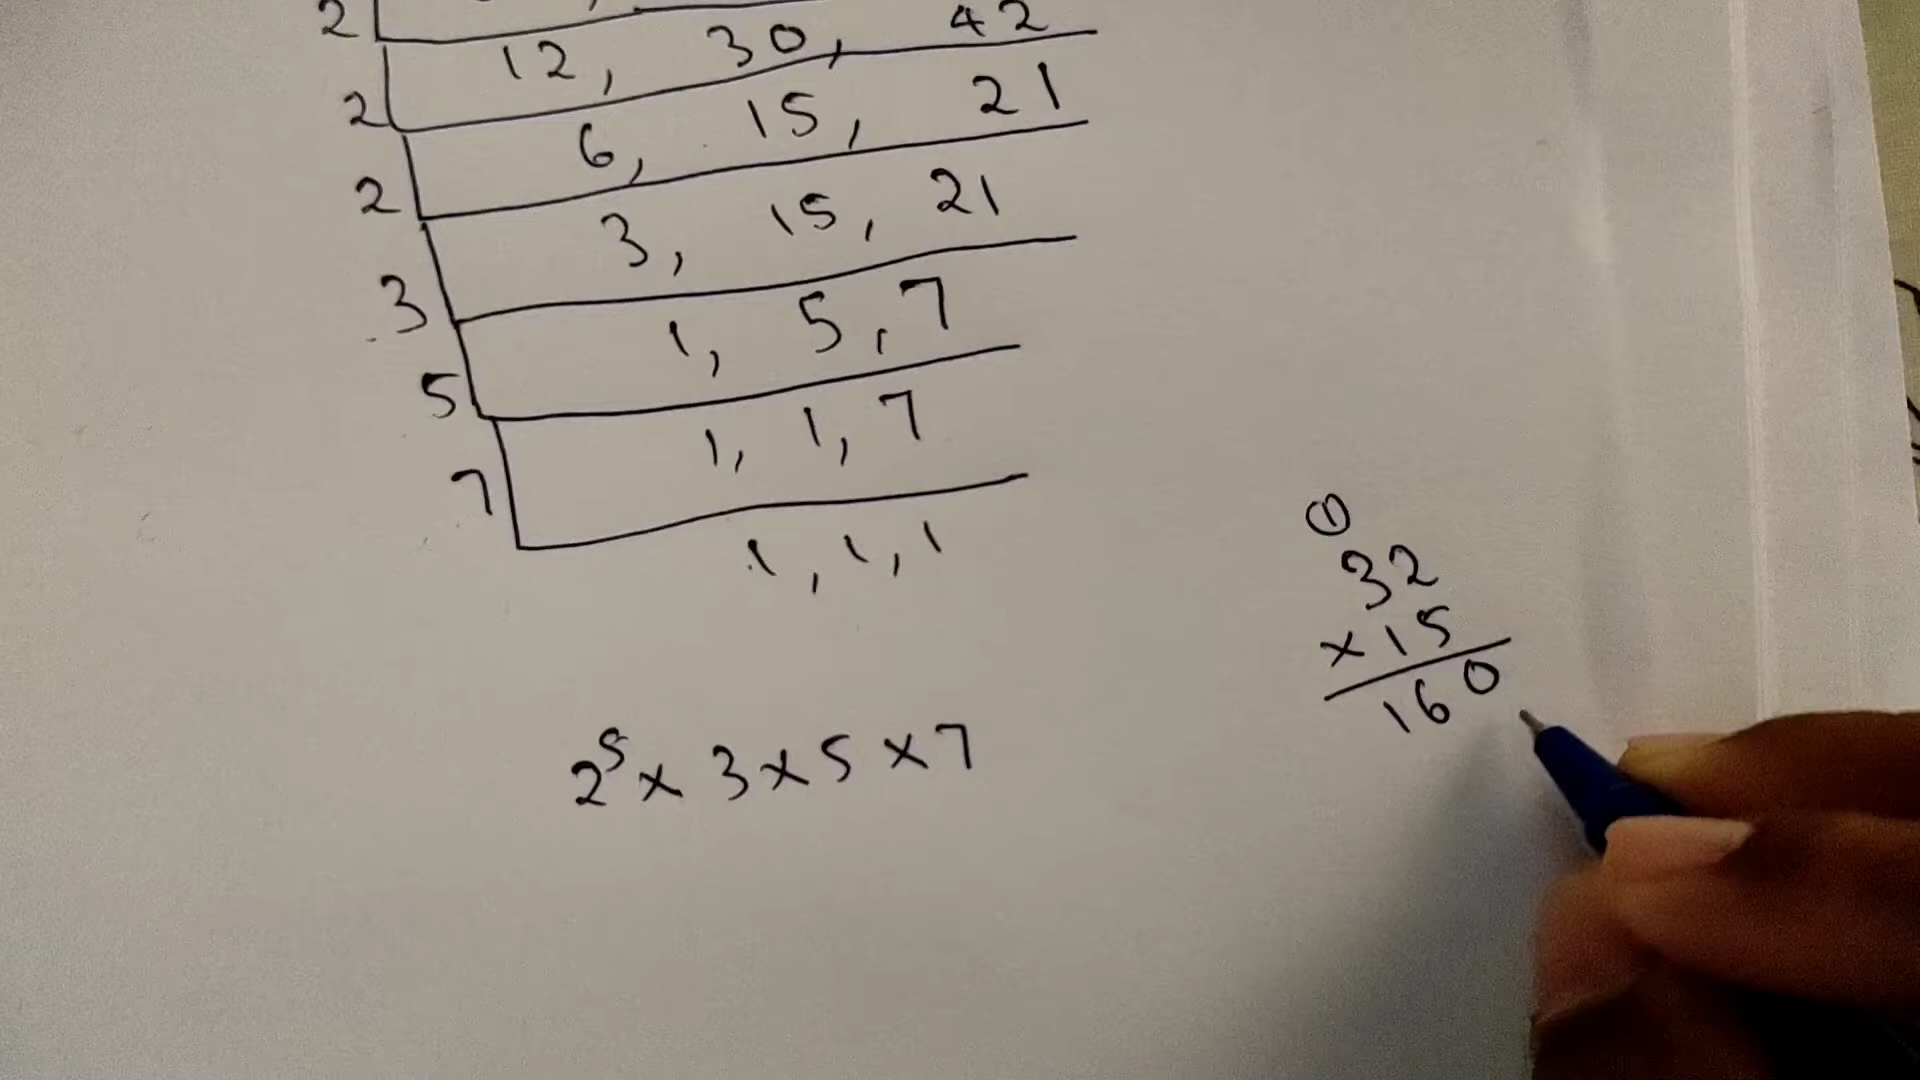 2
2 12, 30, 42
2 6, 15, 21
3 3, 15, 21
5 1, 5, 7
7 1, 1, 7
1, 1, 1
1
32
×15
160
2⁵ × 3 × 5 × 7